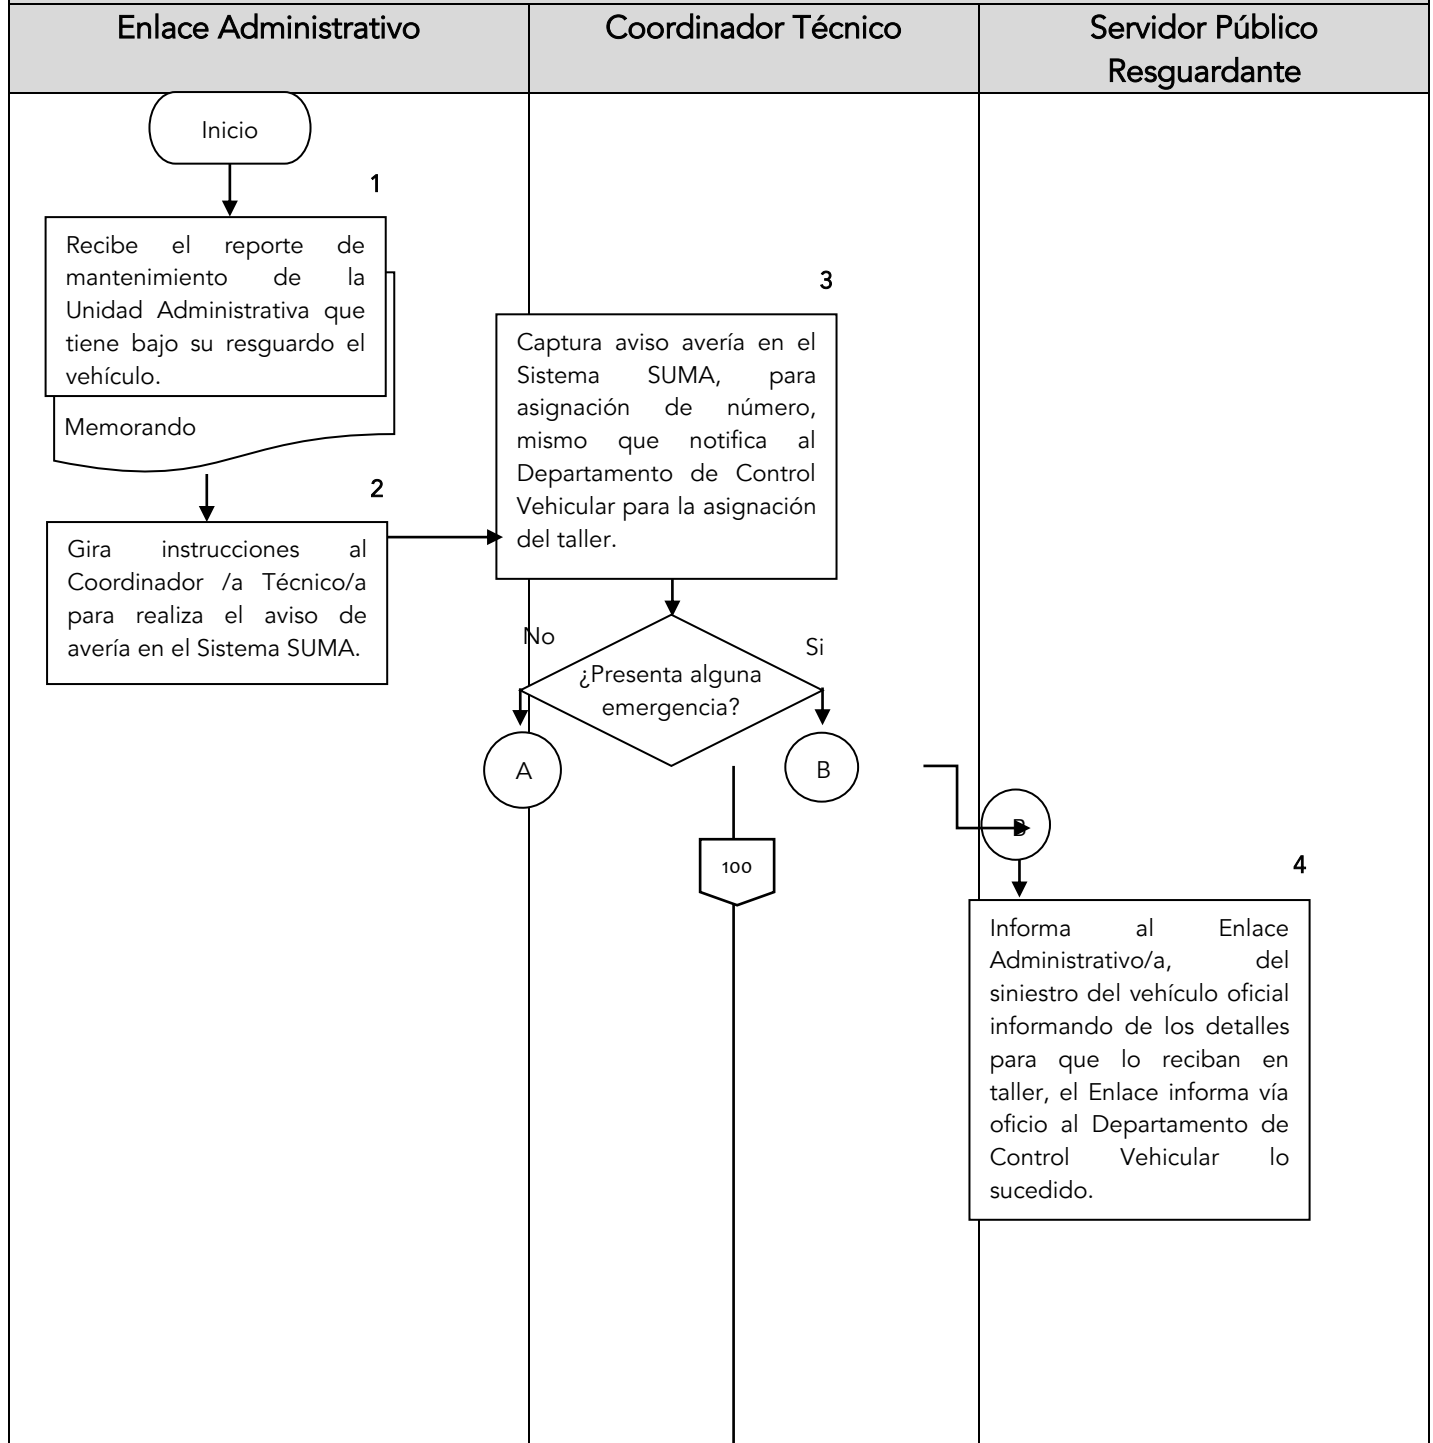 Enlace Administrativo
Coordinador Técnico
Servidor Público
Resguardante
Inicio
1
Recibe el reporte de
mantenimiento de la
Unidad Administrativa que
tiene bajo su resguardo el
vehículo.
Memorando
2
Gira instrucciones al
Coordinador /a Técnico/a
para realiza el aviso de
avería en el Sistema SUMA.
3
Captura aviso avería en el
Sistema SUMA, para
asignación de número,
mismo que notifica al
Departamento de Control
Vehicular para la asignación
del taller.
No
Si
¿Presenta alguna
emergencia?
A
B
100
B
4
Informa al Enlace
Administrativo/a, del
siniestro del vehículo oficial
informando de los detalles
para que lo reciban en
taller, el Enlace informa vía
oficio al Departamento de
Control Vehicular lo
sucedido.